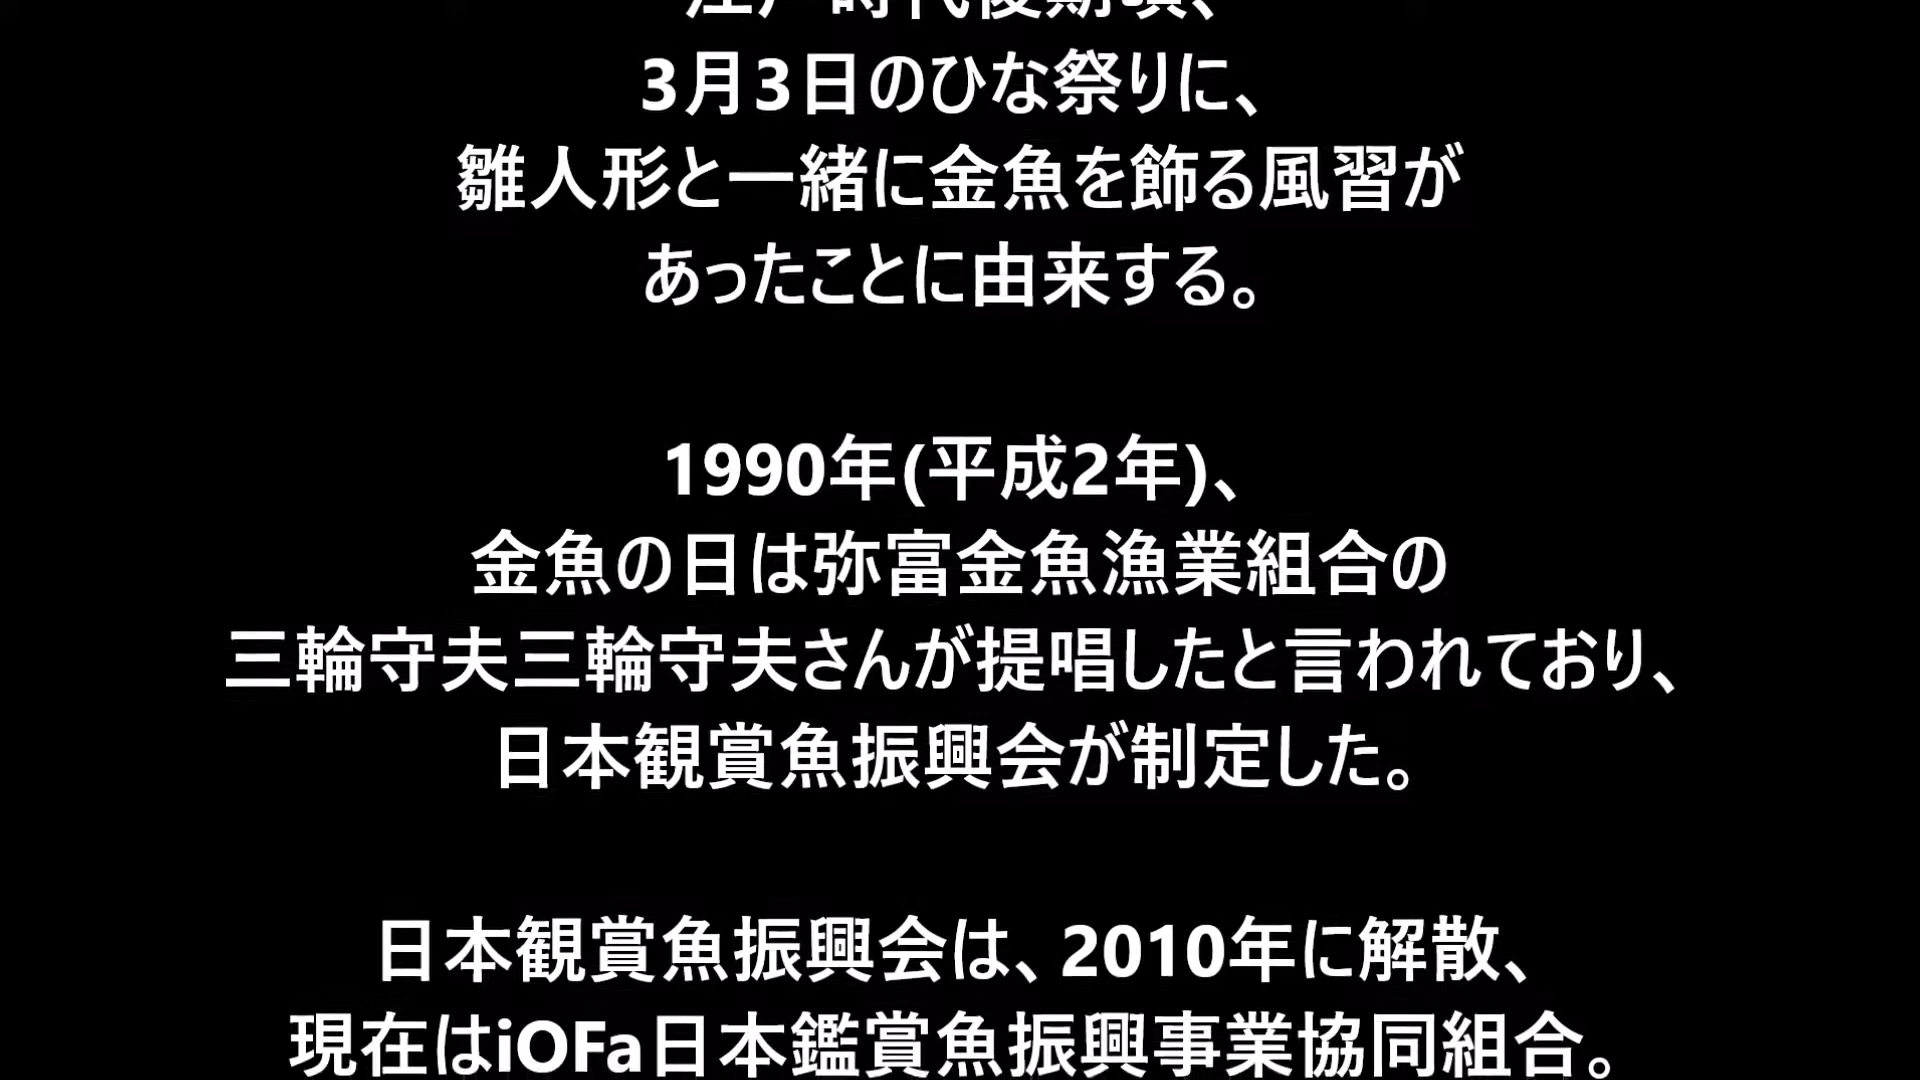 江戸時代後期頃、
3月3日のひな祭りに、
雛人形と一緒に金魚を飾る風習が
あったことに由来する。
1990年(平成2年)、
金魚の日は弥富金魚漁業組合の
三輪守夫三輪守夫さんが提唱したと言われており、
日本観賞魚振興会が制定した。
日本観賞魚振興会は、2010年に解散、
現在はiOFa日本鑑賞魚振興事業協同組合。